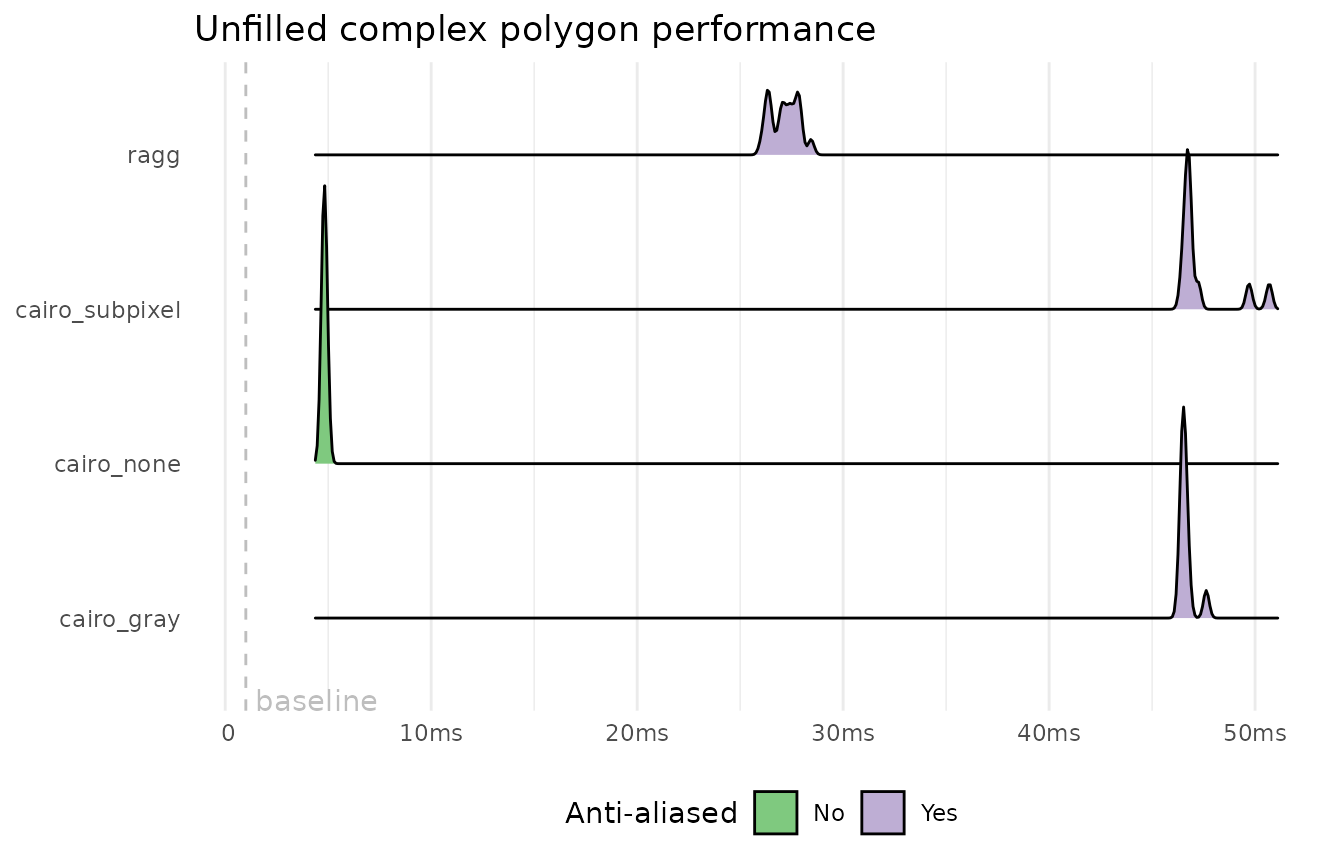 Unfilled complex polygon performance
ragg
cairo_subpixel
cairo_none
cairo_gray
baseline
0 10ms 20ms 30ms 40ms 50ms
Anti-aliased No Yes